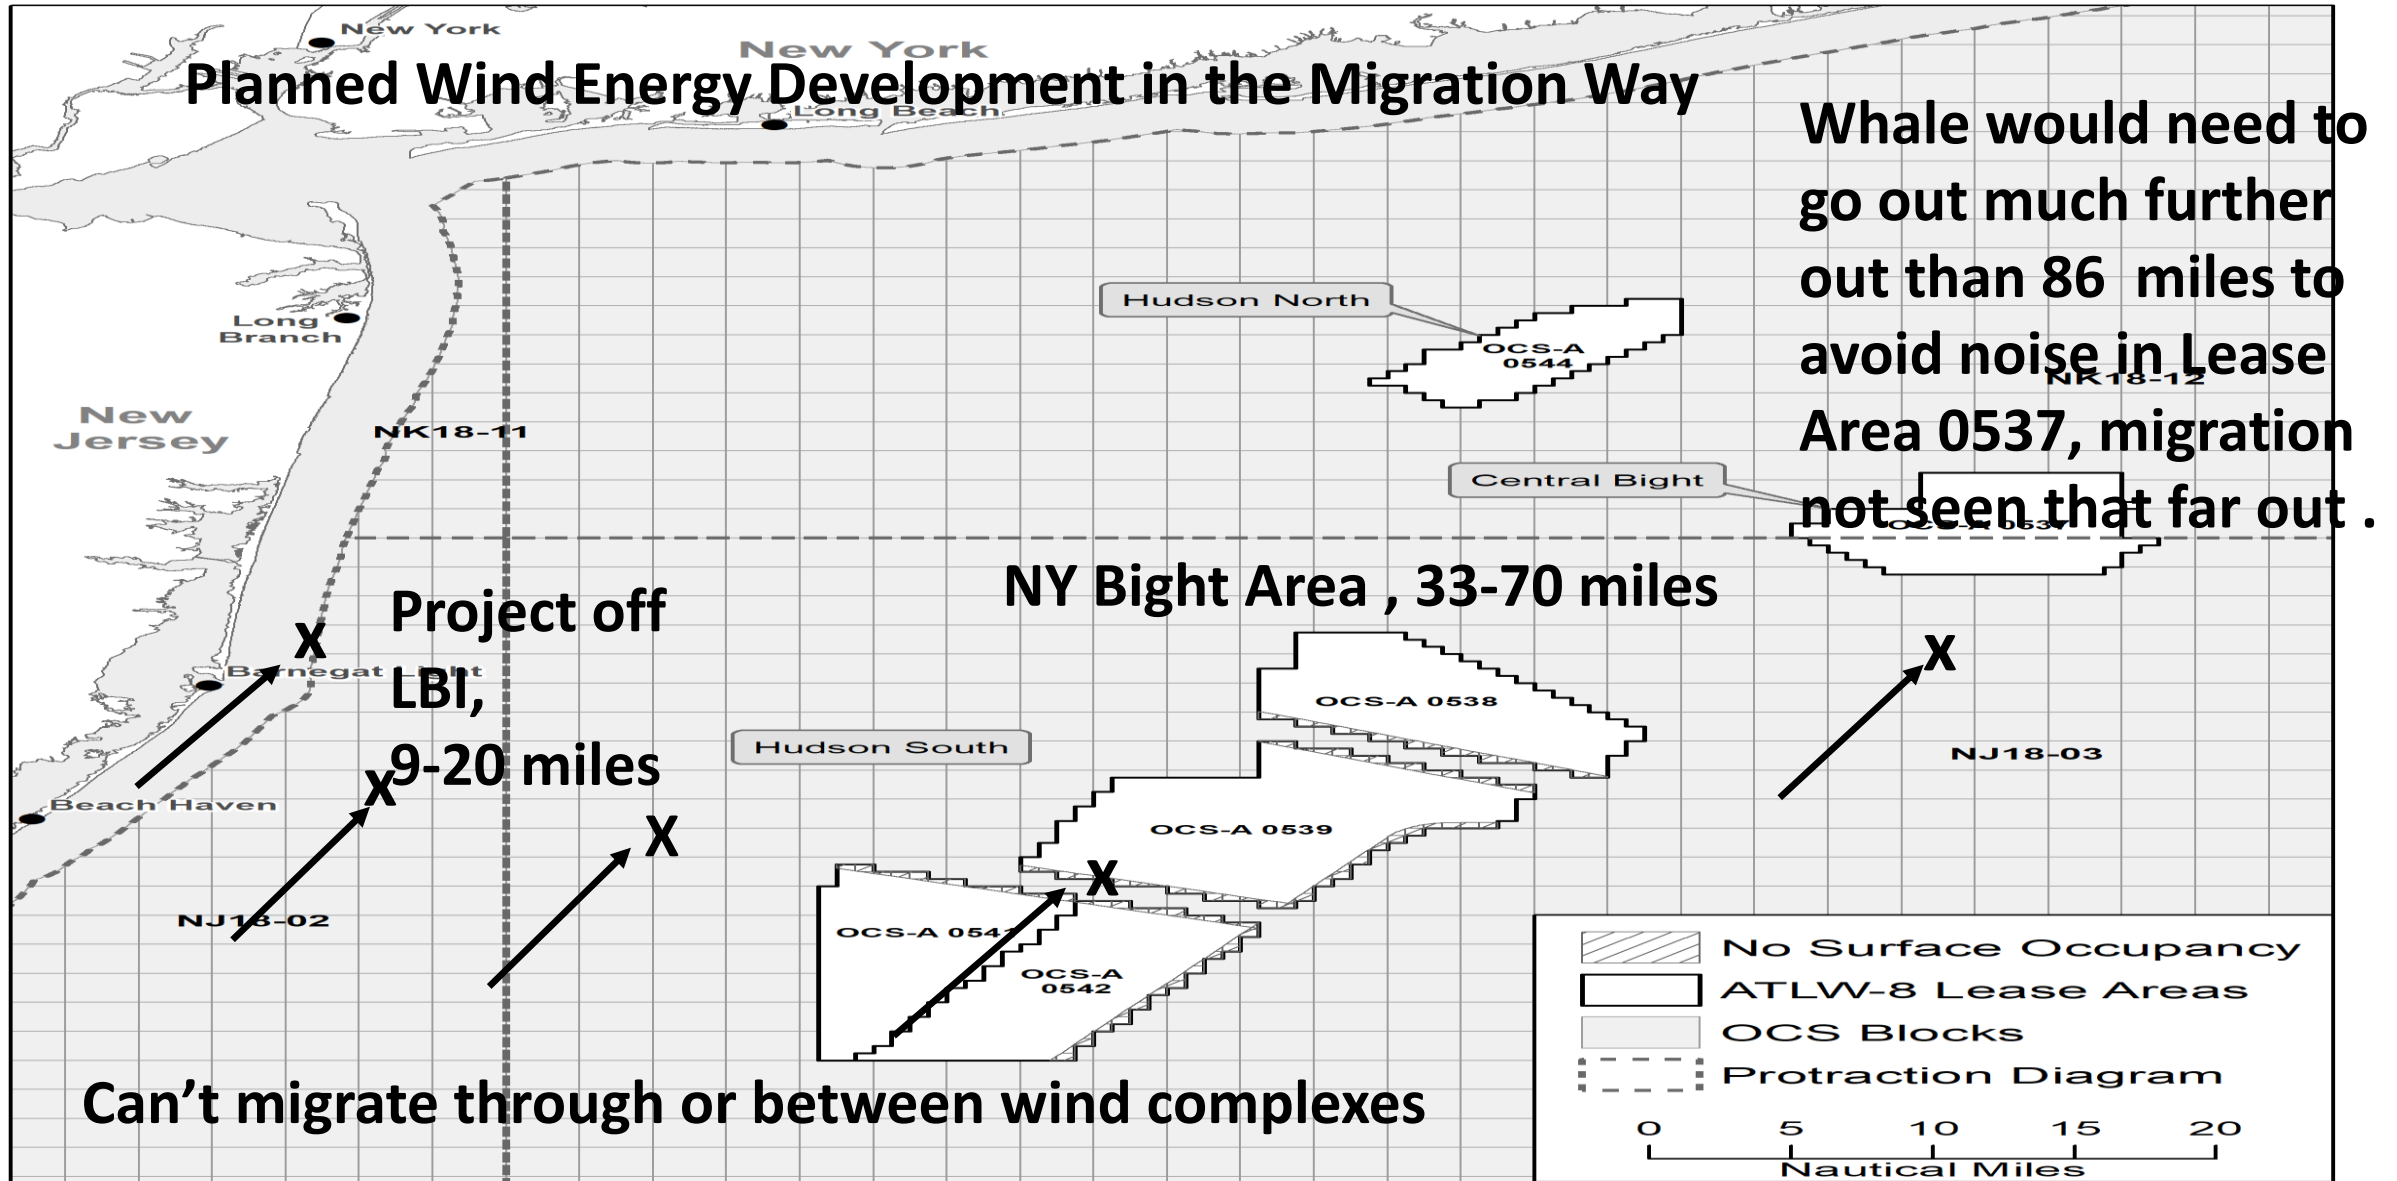 New York
New York
Planned Wind Energy Development in the Migration Way
Long Beach
Whale would need to
go out much further
out than 86 miles to
avoid noise in Lease
Area 0537, migration
not seen that far out .
Hudson North
OCS-A
0544
Long
Branch
NK18-12
New
Jersey
NK18-11
Central Bight
OCS-A 0537
NY Bight Area , 33-70 miles
Project off
LBI,
9-20 miles
X
Barnegat Light
X
X
X
X
OCS-A 0538
Hudson South
NJ18-03
Beach Haven
OCS-A 0539
NJ18-02
OCS-A 0541
OCS-A
0542
No Surface Occupancy
ATLW-8 Lease Areas
OCS Blocks
Protraction Diagram
Can’t migrate through or between wind complexes
0 5 10 15 20
Nautical Miles